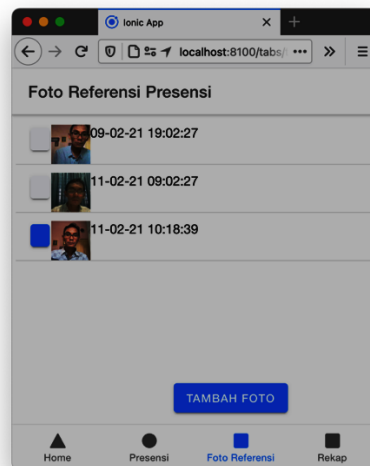 Ionic App
localhost:8100/tabs/
Foto Referensi Presensi
09-02-21 19:02:27
11-02-21 09:02:27
11-02-21 10:18:39
TAMBAH FOTO
Home Presensi Foto Referensi Rekap